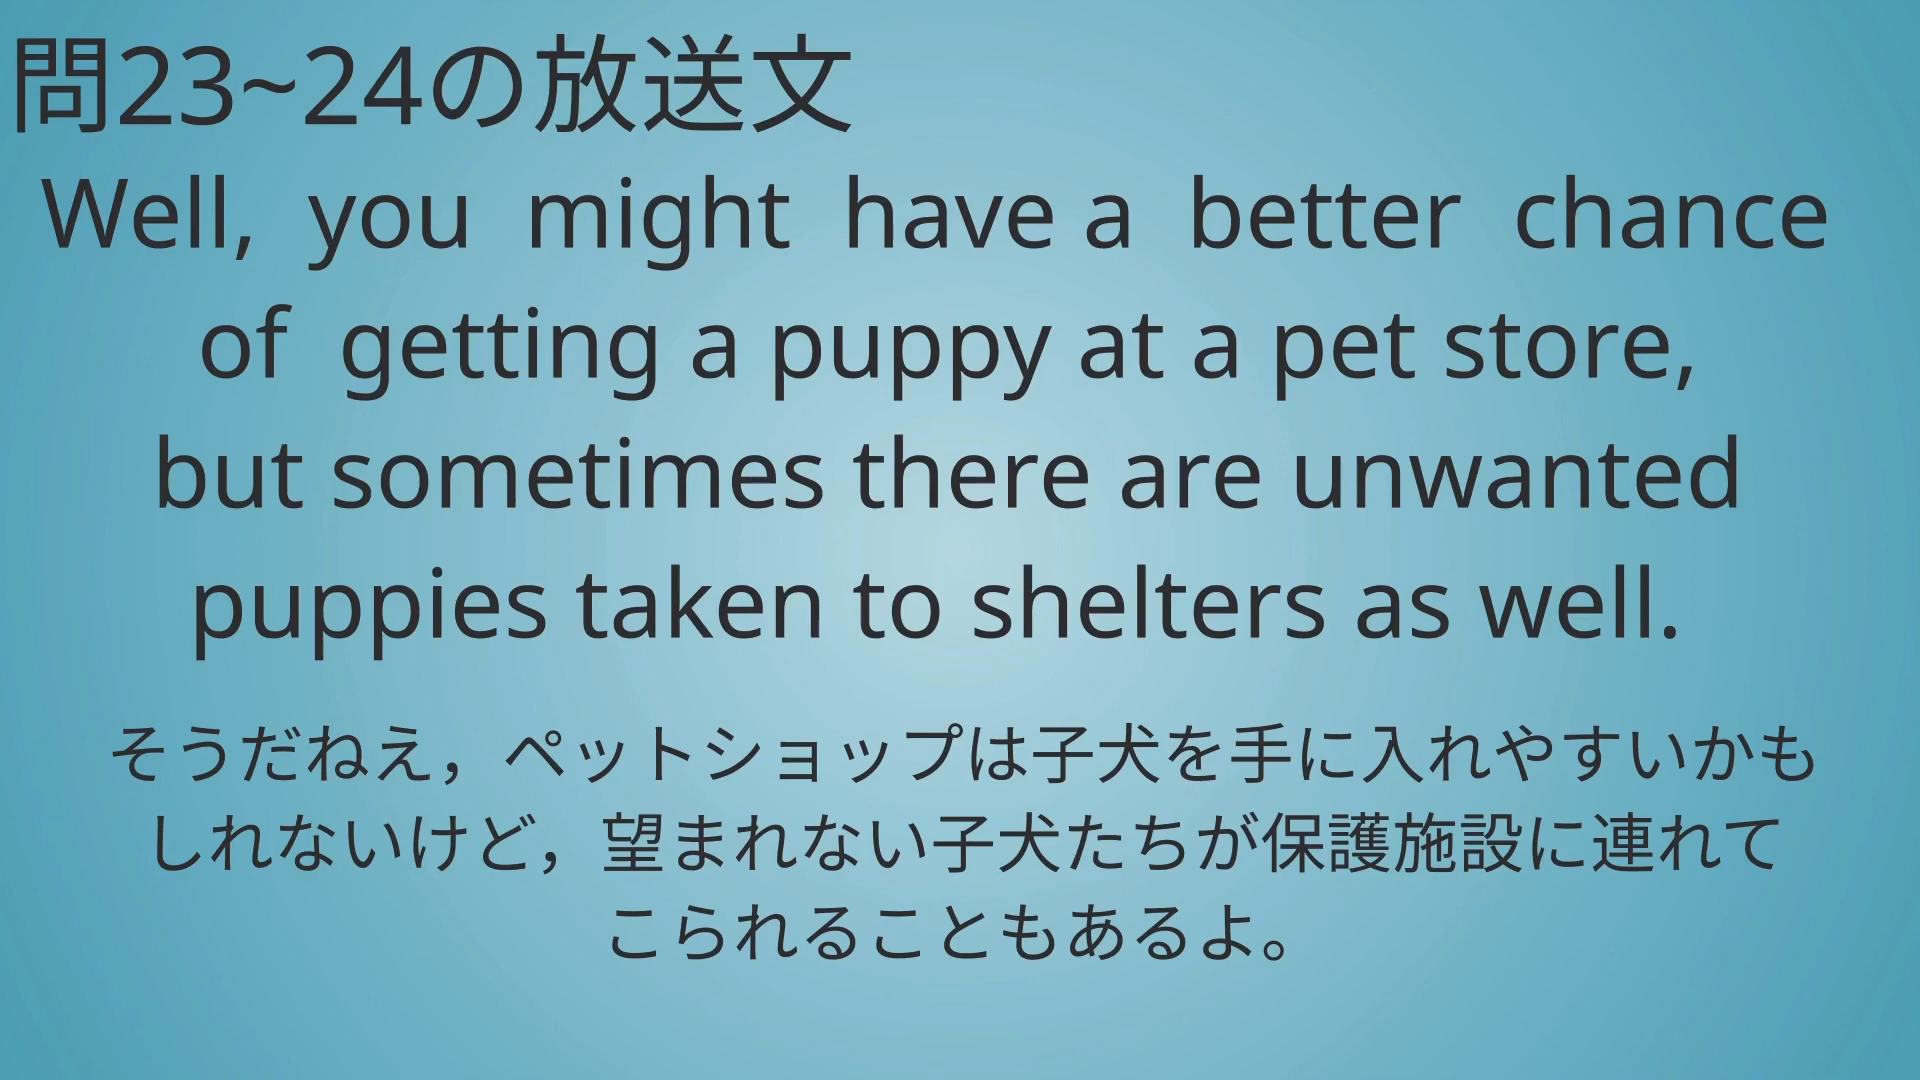 問23~24の放送文
Well, you might have a better chance
of getting a puppy at a pet store,
but sometimes there are unwanted
puppies taken to shelters as well.
そうだねえ，ペットショップは子犬を手に入れやすいかも
しれないけど，望まれない子犬たちが保護施設に連れて
こられることもあるよ。